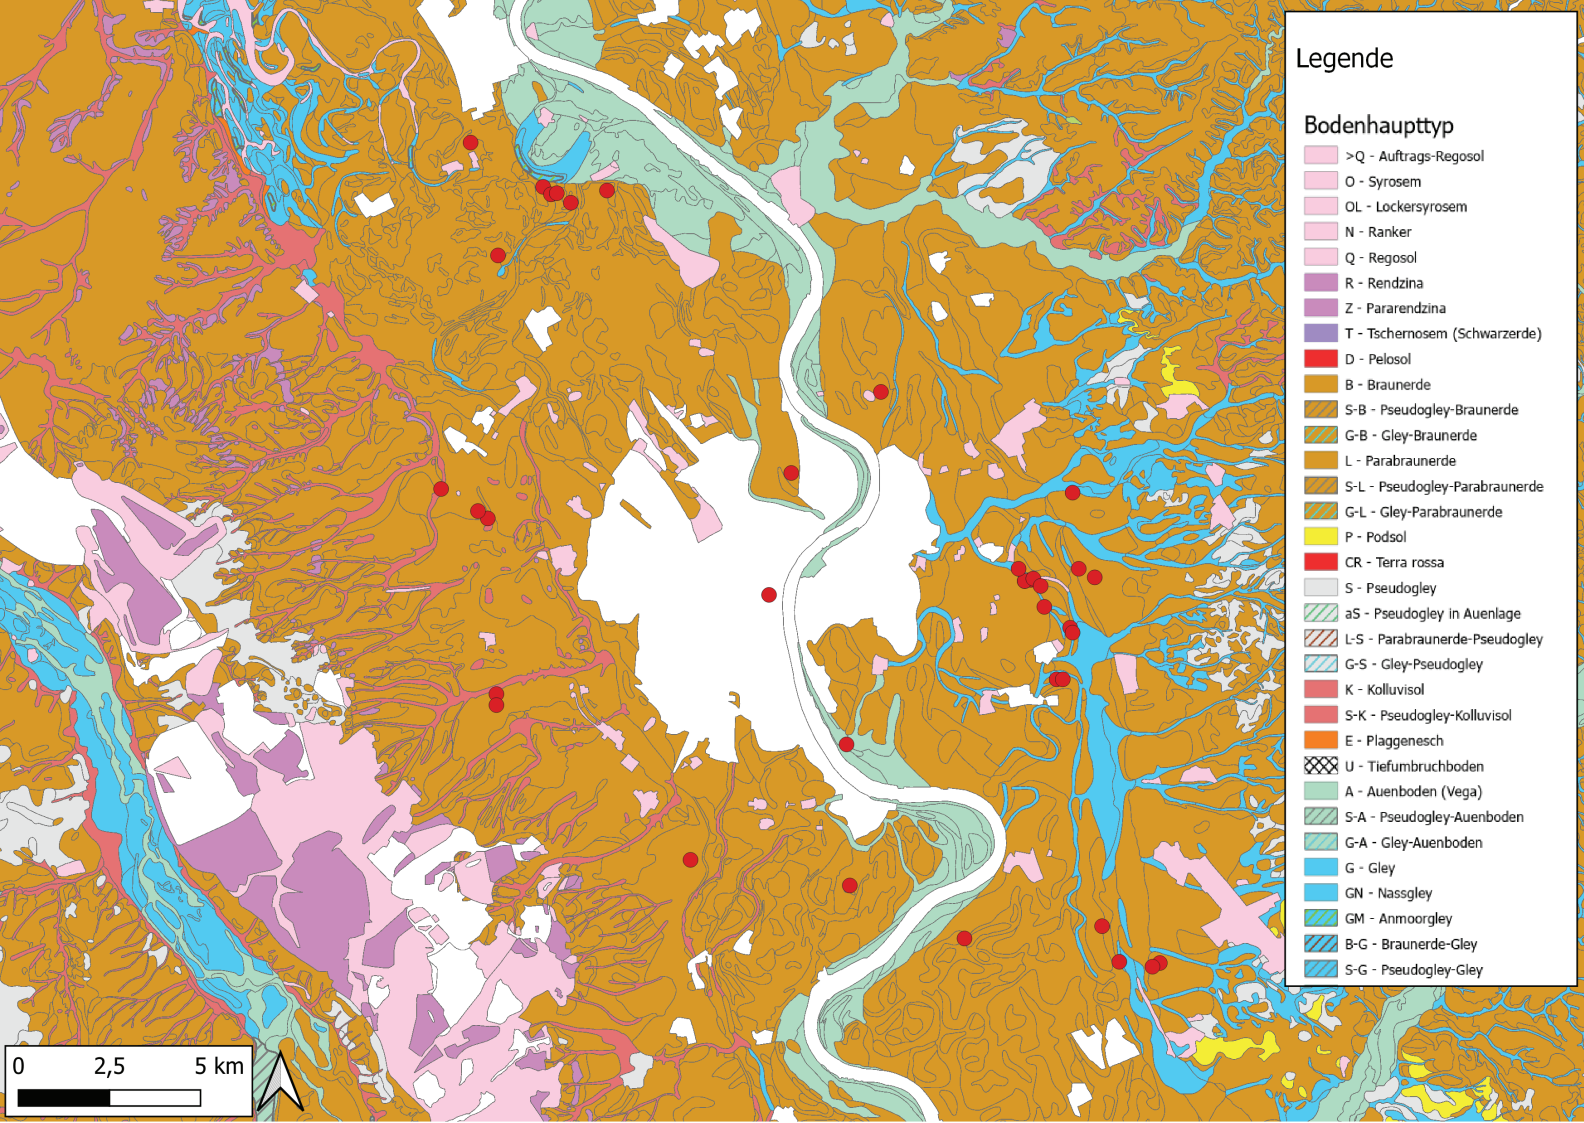 Legende
Bodenhaupttyp
>Q - Auftrags-Regosol
O - Syrosem
OL - Lockersyrosem
N - Ranker
Q - Regosol
R - Rendzina
Z - Pararendzina
T - Tschernosem (Schwarzerde)
D - Pelosol
B - Braunerde
S-B - Pseudogley-Braunerde
G-B - Gley-Braunerde
L - Parabraunerde
S-L - Pseudogley-Parabraunerde
G-L - Gley-Parabraunerde
P - Podsol
CR - Terra rossa
S - Pseudogley
aS - Pseudogley in Auenlage
L-S - Parabraunerde-Pseudogley
G-S - Gley-Pseudogley
K - Kolluvisol
S-K - Pseudogley-Kolluvisol
E - Plaggenesch
U - Tiefumbruchboden
A - Auenboden (Vega)
S-A - Pseudogley-Auenboden
G-A - Gley-Auenboden
G - Gley
GN - Nassgley
GM - Anmoorgley
B-G - Braunerde-Gley
S-G - Pseudogley-Gley
0 2,5 5 km